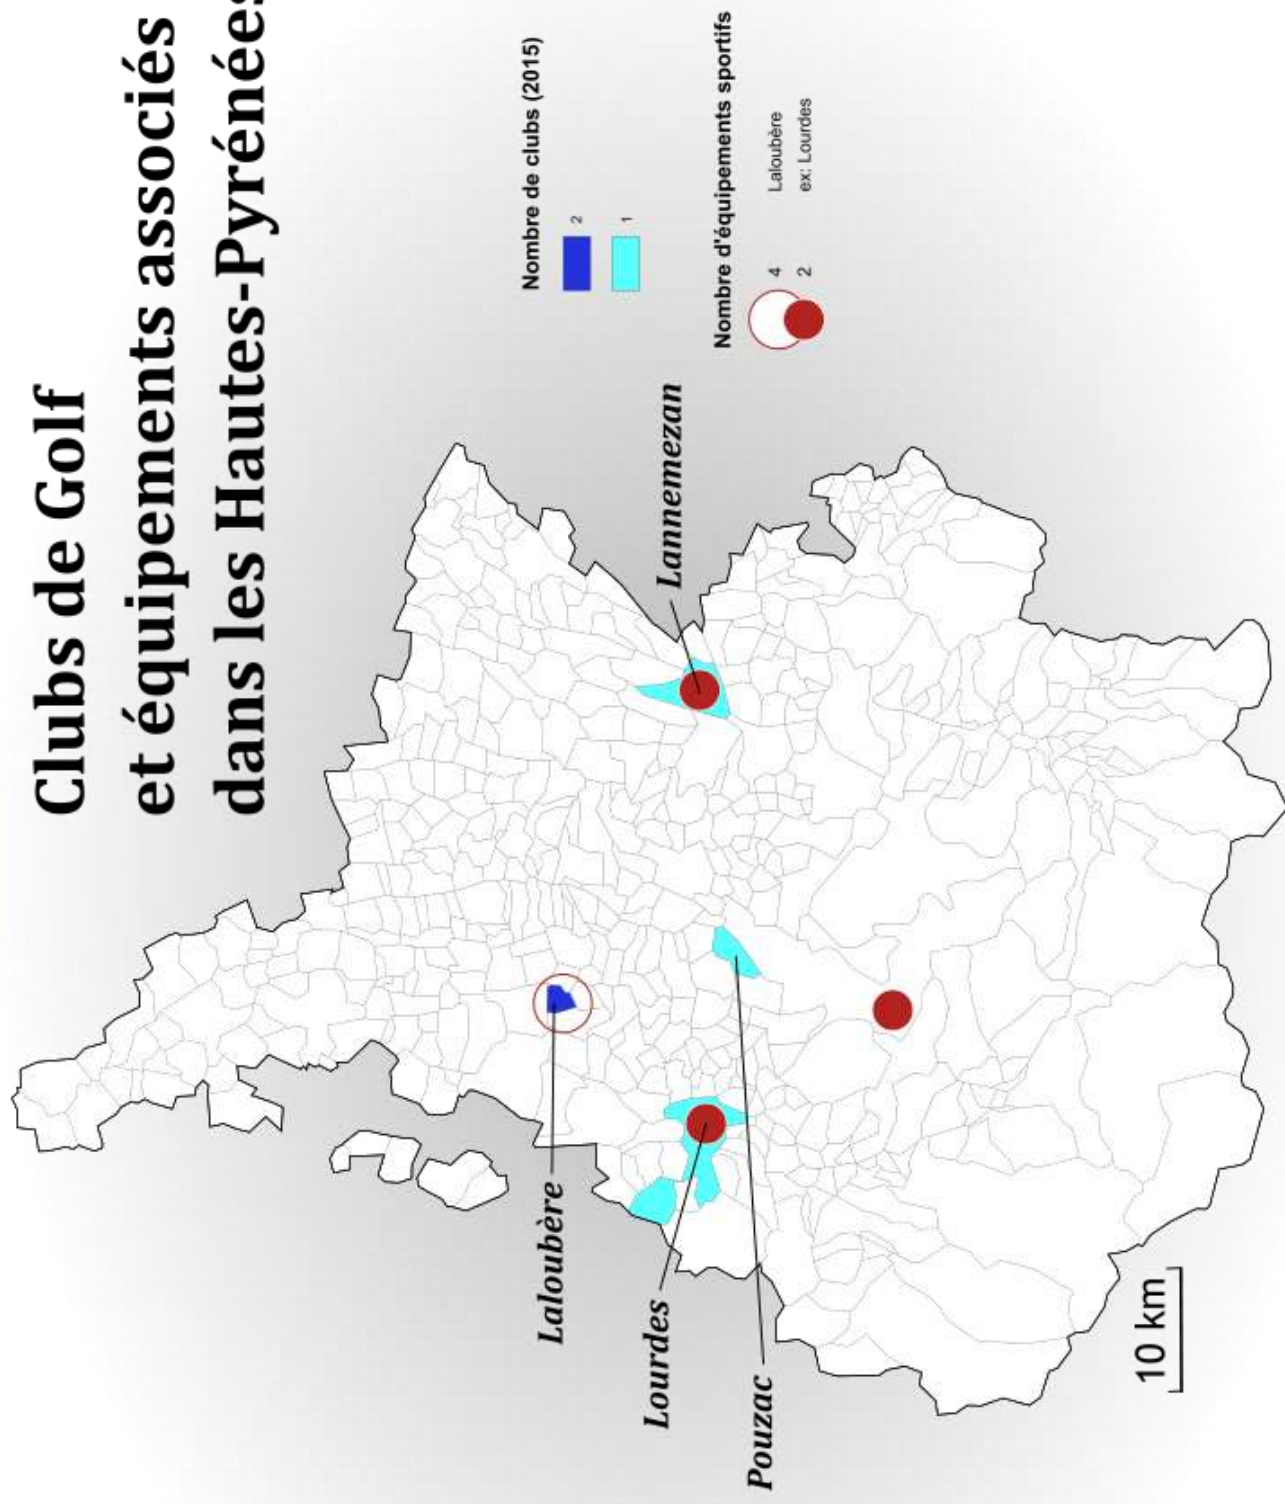 Clubs de Golf
et équipements associés
dans les Hautes-Pyrénées
Nombre de clubs (2015)
2
1
Nombre d'équipements sportifs
4 Laloubère
2 ex: Lourdes
Lannemezan
Laloubère
Lourdes
Pouzac
10 km